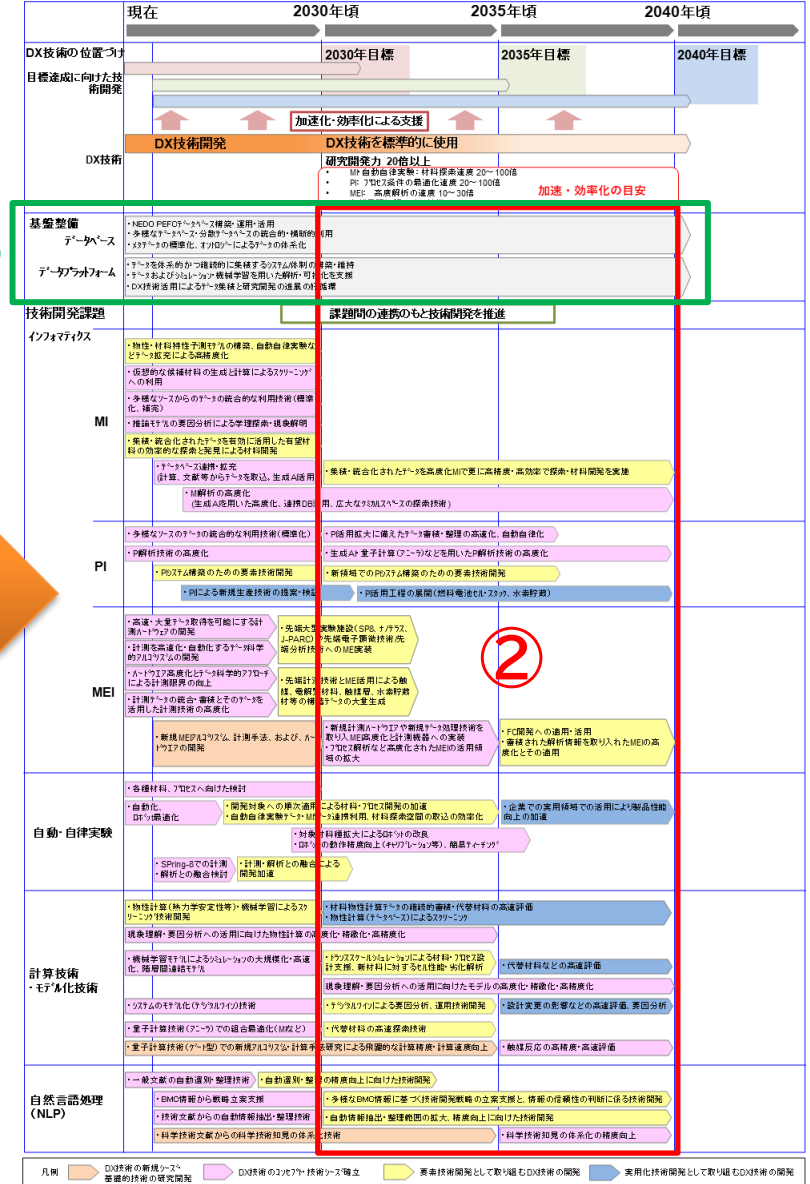 現在
2030年頃
2035年頃
2040年頃
DX技術の位置づけ
2030年目標
2035年目標
2040年目標
目標達成に向けた技
術開発
加速化・効率化による支援
DX技術開発
DX技術を標準的に使用
DX技術
研究開発力 20倍以上
・ MI・自動自律実験: 材料探索速度 20～100倍
・ PI: プロセス条件の最適化速度 20～100倍
・ MEI: 高度解析の速度 10～30倍
加速・効率化の目安
基盤整備
データベース
・NEDO PEFCデータベース構築・運用・活用
・多様なデータベース・分散データベースの統合的・横断的利用
・メタデータの標準化、オントロジーによるデータの体系化
データプラットフォーム
・データを体系的かつ継続的に集積するシステム/体制の構築・維持
・データおよびシミュレーション・機械学習を用いた解析・可視化を支援
・DX技術活用によるデータ集積と研究開発の進展の好循環
技術開発課題
課題間の連携のもと技術開発を推進
インフォマティクス
MI
・物性・材料特性予測モデルの構築、自動自律実験な
どデータ拡充による高精度化
・仮想的な候補材料の生成と計算によるスクリーニング
への利用
・多様なソースからのデータの統合的な利用技術(標準
化、補完)
・推論モデルの要因分析による学理探索・現象解明
・集積・統合化されたデータを有効に活用した有望材
料の効率的な探索と発見による材料開発
・データベース連携・拡充
(計算、文献等からデータを取込。生成AI活用)
・集積・統合化されたデータを高度化MIで更に高精度・高効率で探索・材料開発を実施
・MI解析の高度化
(生成AIを用いた高度化、連携DB活用、広大なケミカルスペースの探索技術)
PI
・多様なソースのデータの統合的な利用技術(標準化)
・PI活用拡大に備えたデータ蓄積・整理の高速化、自動自律化
・PI解析技術の高度化
・生成AI・量子計算(アニーラ)などを用いたPI解析技術の高度化
・PIシステム構築のための要素技術開発
・新領域でのPIシステム構築のための要素技術開発
・PIによる新規生産技術の提案・検証
・PI活用工程の展開(燃料電池セル・スタック、水素貯蔵)
MEI
・高速・大量データ取得を可能にする計
測ハードウェアの開発
・計測を高速化・自動化するデータ科学
的アルゴリズムの開発
・ハードウエア高度化とデータ科学的アプローチ
による計測限界の向上
・計測データの統合・蓄積とそのデータを
活用した計測技術の高度化
・先端大型実験施設(SP8、ナノテラス、
J-PARC)や先端電子顕微技術/先
端分析技術へのMEI実装
・先端計測技術とMEI活用による触
媒、電解質材料、触媒層、水素貯蔵
材等の構造データの大量生成
②
・新規MEIアルゴリズム、計測手法、および、ハー
ドウエアの開発
・新規計測ハードウエアや新規データ処理技術を
取り入れMEI高度化と計測機器への実装
・プロセス解析など高度化されたMEIの活用領
域の拡大
・FC開発への適用・活用
・蓄積された解析情報を取り入れたMEIの高
度化とその適用
自動・自律実験
・各種材料、プロセスへ向けた検討
・自動化、
ロボット最適化
・開発対象への順次適用による材料・プロセス開発の加速
・自動自律実験データ・MIデータ連携利用、材料探索空間の取込の効率化
・企業での実用領域での活用により製品性能
向上の加速
・対象材料種拡大によるロボットの改良
・ロボットの動作精度向上(キャリブレーション等)、簡易ティーチング
・SPring-8での計測
・解析との融合検討
・計測・解析との融合による
開発加速
計算技術
・モデル化技術
・物性計算(熱力学安定性等)・機械学習によるスク
リーニング技術開発
・材料物性計算データの継続的蓄積・代替材料の高速評価
・物性計算(データベース)によるスクリーニング
現象理解・要因分析への活用に向けた物性計算の高度化・精緻化・高精度化
・機械学習モデルによるシミュレーションの大規模化・高速
化、階層間連結モデル
・トランススケールシミュレーションによる材料・プロセス設
計支援、新材料に対するセル性能・劣化解析
・代替材料などの高速評価
現象理解・要因分析への活用に向けたモデルの高度化・精緻化・高精度化
・システムのモデル化(デジタルツイン)技術
・デジタルツインによる要因分析、運用技術開発
・設計変更の影響などの高速評価、要因分析
・量子計算技術(アニーラ)での組合最適化(MIなど)
・代替材料の高速探索技術
・量子計算技術(ゲート型)での新規アルゴリズム・計算手法研究による飛躍的な計算精度・計算速度向上
・触媒反応の高精度・高速評価
自然言語処理
(NLP)
・一般文献の自動選別・整理技術
・自動選別・整理の精度向上に向けた技術開発
・BMO情報から戦略立案支援
・多様なBMO情報に基づく技術開発戦略の立案支援と、情報の信頼性の判断に係る技術開発
・技術文献からの自動情報抽出・整理技術
・自動情報抽出・整理範囲の拡大、精度向上に向けた技術開発
・科学技術文献からの科学技術知見の体系化技術
・科学技術知見の体系化の精度向上
凡例
DX技術の新規シーズ・
基礎的技術の研究開発
DX技術のコンセプト・技術シーズ確立
要素技術開発として取り組むDX技術の開発
実用化技術開発として取り組むDX技術の開発